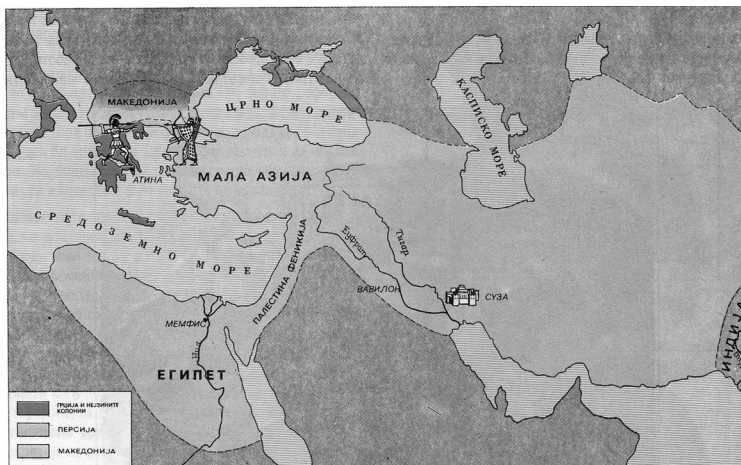 МАКЕДОНИЈА
ЦРНО МОРЕ
КАСПИСКО МОРЕ
АТИНА
МАЛА АЗИЈА
СРЕДОЗЕМНО МОРЕ
Еуфрат
Тигар
ПАЛЕСТИНА ФЕНИКИЈА
ВАВИЛОН
СУЗА
МЕМФИС
Нил
ЕГИПЕТ
ИНДИЈА
ГРЦИЈА И НЕЈЗИНИТЕ
КОЛОНИИ
ПЕРСИЈА
МАКЕДОНИЈА